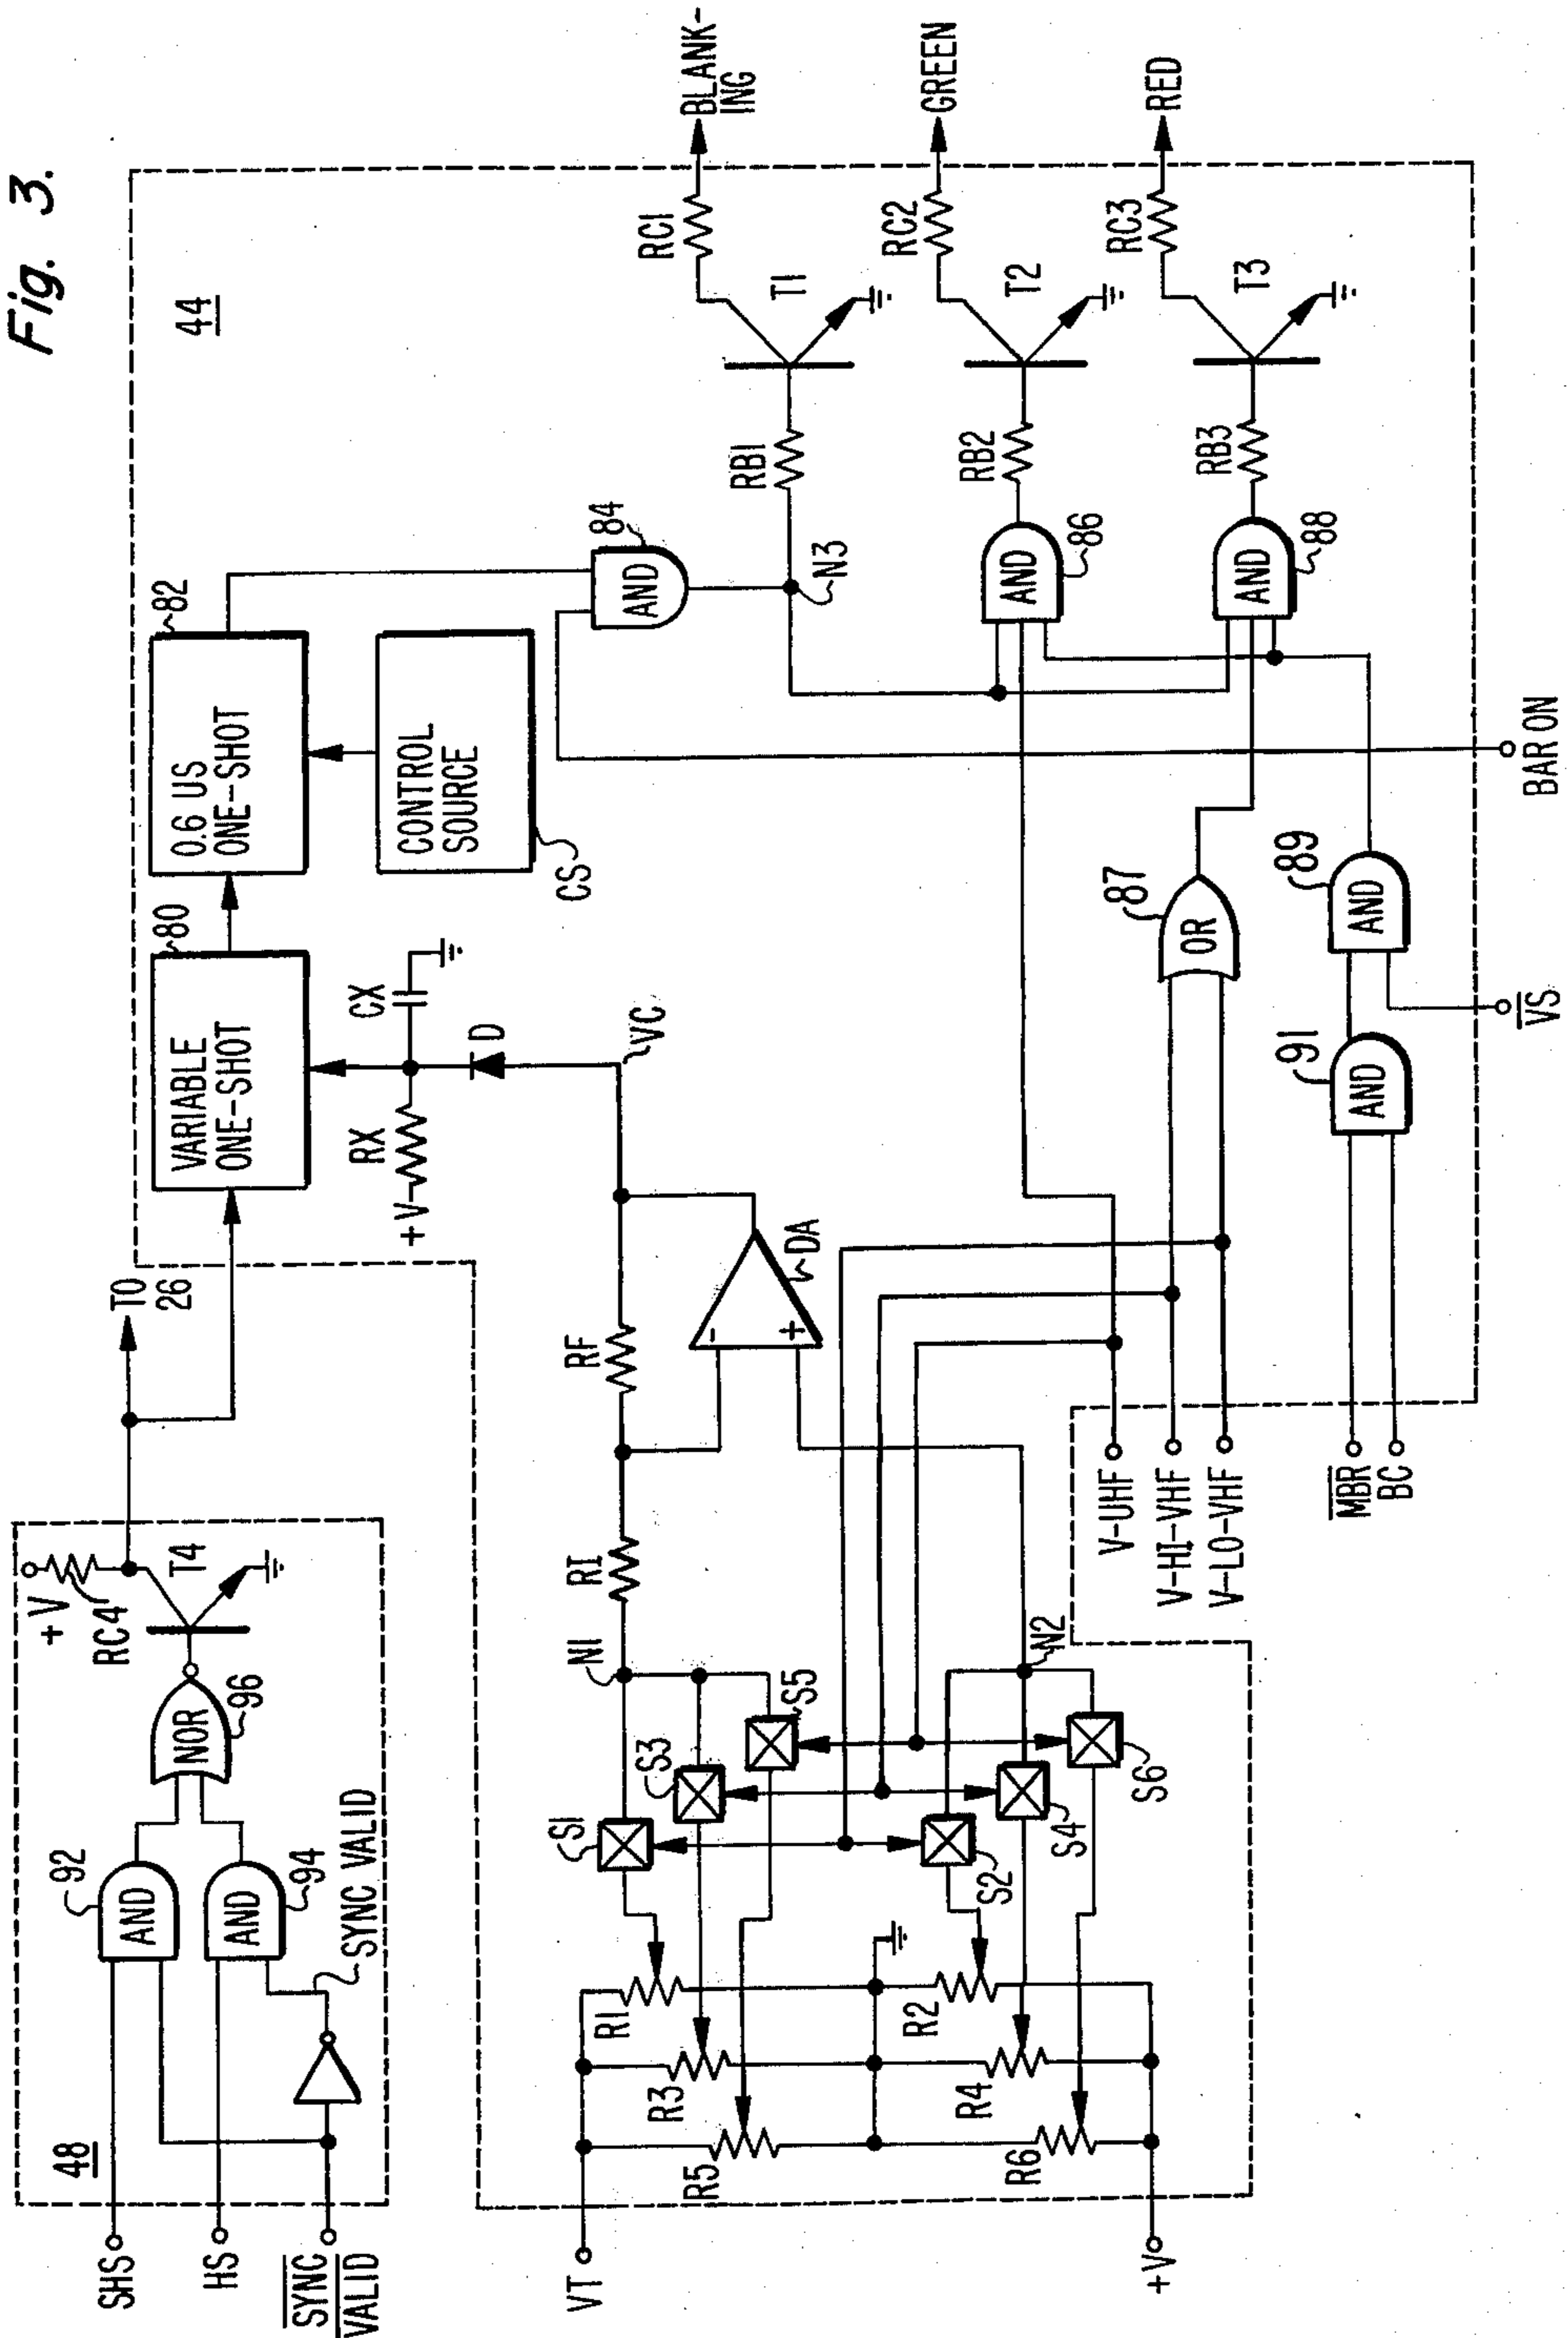 Fig. 3.
44
48
SHS
HS
SYNC
VALID
92
AND
94
AND
SYNC VALID
NOR
96
+V
RC4
T4
TO
26
VARIABLE
ONE-SHOT
80
0.6 US
ONE-SHOT
82
CONTROL
SOURCE
CS
+V
RX
CX
D
VC
84
AND
N3
RB1
T1
RC1
BLANK-
ING
RB2
T2
RC2
GREEN
RB3
T3
RC3
RED
AND
86
AND
88
87
OR
89
AND
91
AND
VS
BAR ON
RF
RI
DA
-
+
N1
N2
S1
S3
S5
S2
S4
S6
R1
R3
R5
R2
R4
R6
VT
+V
V-UHF
V-HI-VHF
V-LO-VHF
MBR
BC